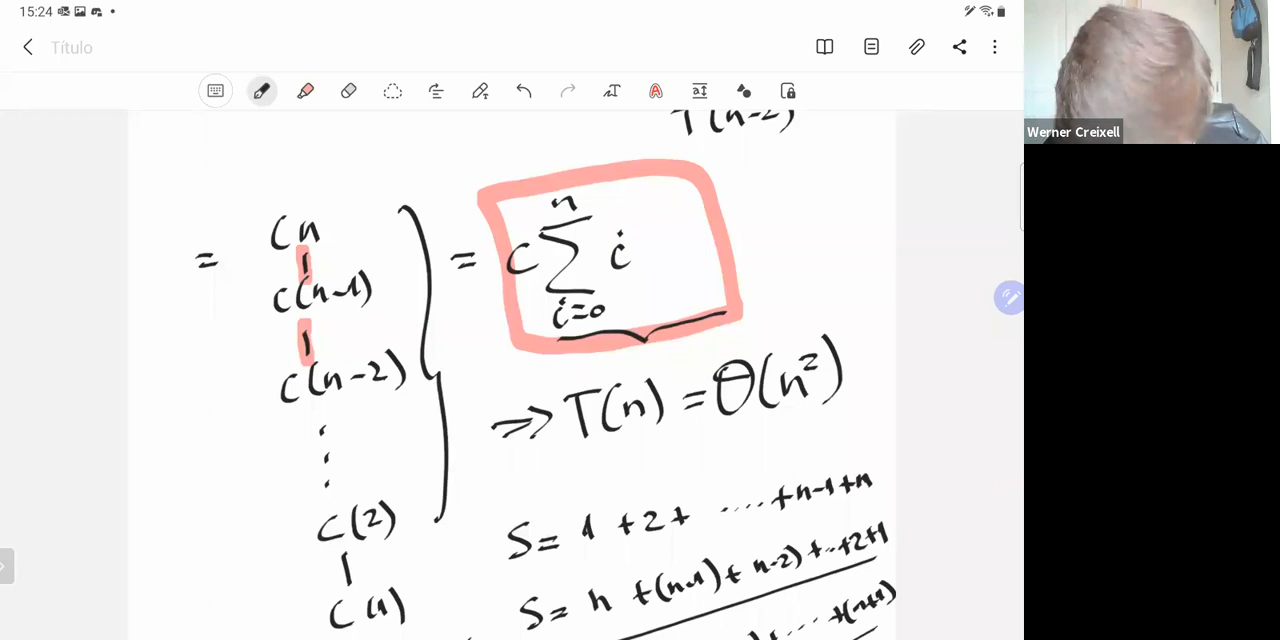 15:24
Título
T(n-2)
Werner Creixell
= Cn = C Σ i
n
i=0
C(n-1)
C(n-2)
⇒ T(n) = Θ(n²)
C(2)
S = 1 + 2 + .... + n-1 + n
C(1)
S = n + (n-1) + n-2) + ... 2+1
+ .... +(n+1)